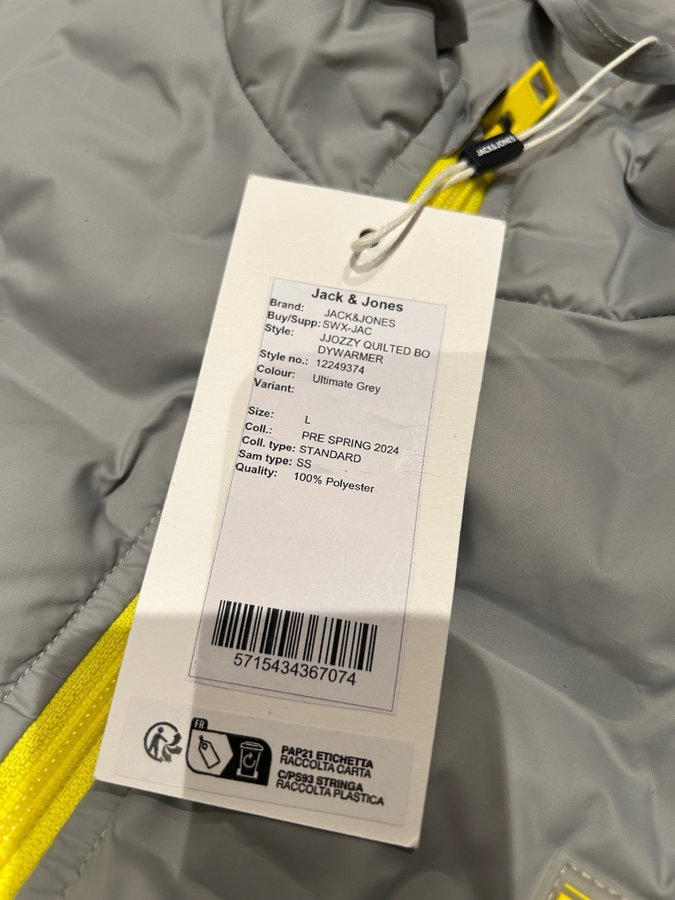 JACK&JONES
Jack & Jones
Brand: JACK&JONES
Buy/Supp: SWX-JAC
Style: JJOZZY QUILTED BO
DYWARMER
Style no.: 12249374
Colour: Ultimate Grey
Variant:
Size: L
Coll.: PRE SPRING 2024
Coll. type: STANDARD
Sam type: SS
Quality: 100% Polyester
5715434367074
FR
PAP21 ETICHETTA
RACCOLTA CARTA
C/PS93 STRINGA
RACCOLTA PLASTICA